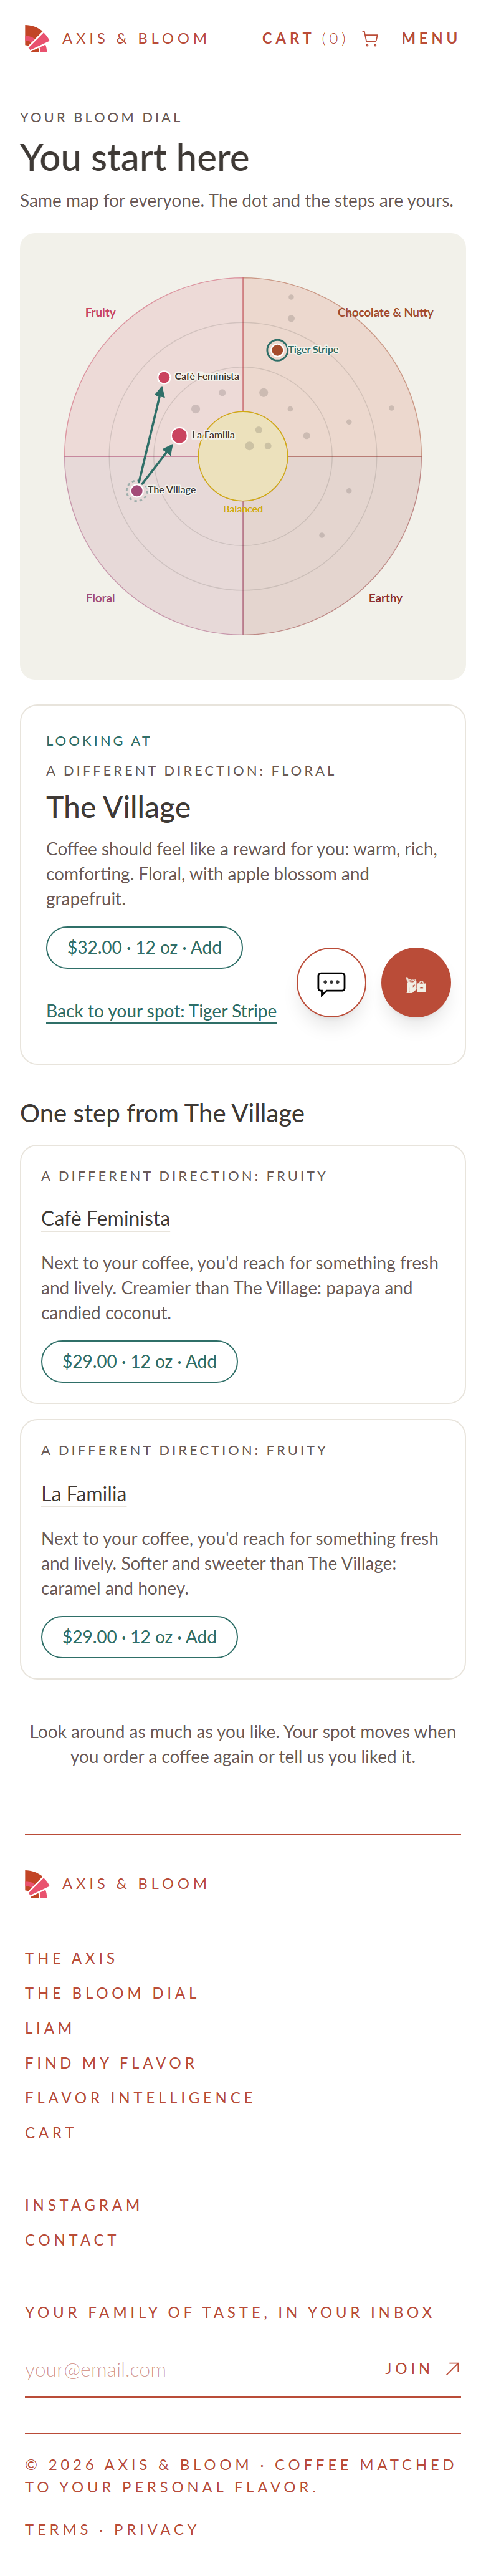 AXIS & BLOOM
CART (0)
MENU
YOUR BLOOM DIAL
You start here
Same map for everyone. The dot and the steps are yours.
Fruity
Chocolate & Nutty
Tiger Stripe
Cafè Feminista
La Familia
The Village
Balanced
Floral
Earthy
LOOKING AT
A DIFFERENT DIRECTION: FLORAL
The Village
Coffee should feel like a reward for you: warm, rich,
comforting. Floral, with apple blossom and
grapefruit.
$32.00 · 12 oz · Add
Back to your spot: Tiger Stripe
One step from The Village
A DIFFERENT DIRECTION: FRUITY
Cafè Feminista
Next to your coffee, you'd reach for something fresh
and lively. Creamier than The Village: papaya and
candied coconut.
$29.00 · 12 oz · Add
A DIFFERENT DIRECTION: FRUITY
La Familia
Next to your coffee, you'd reach for something fresh
and lively. Softer and sweeter than The Village:
caramel and honey.
$29.00 · 12 oz · Add
Look around as much as you like. Your spot moves when
you order a coffee again or tell us you liked it.
AXIS & BLOOM
THE AXIS
THE BLOOM DIAL
LIAM
FIND MY FLAVOR
FLAVOR INTELLIGENCE
CART
INSTAGRAM
CONTACT
YOUR FAMILY OF TASTE, IN YOUR INBOX
your@email.com
JOIN
© 2026 AXIS & BLOOM · COFFEE MATCHED
TO YOUR PERSONAL FLAVOR.
TERMS · PRIVACY